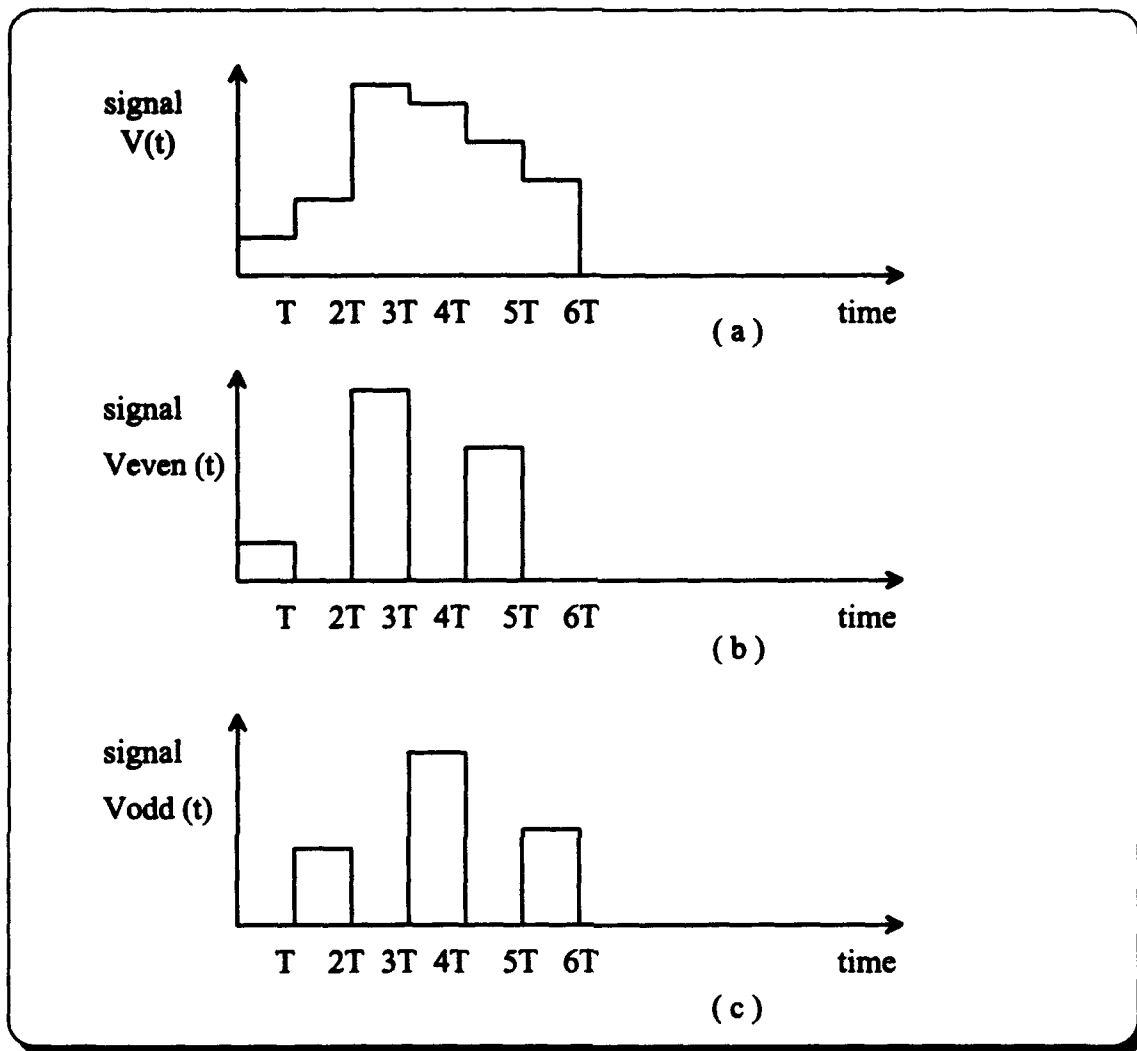 signal
V(t)
T 2T 3T 4T 5T 6T time
( a )
signal
Veven (t)
T 2T 3T 4T 5T 6T time
( b )
signal
Vodd (t)
T 2T 3T 4T 5T 6T time
( c )